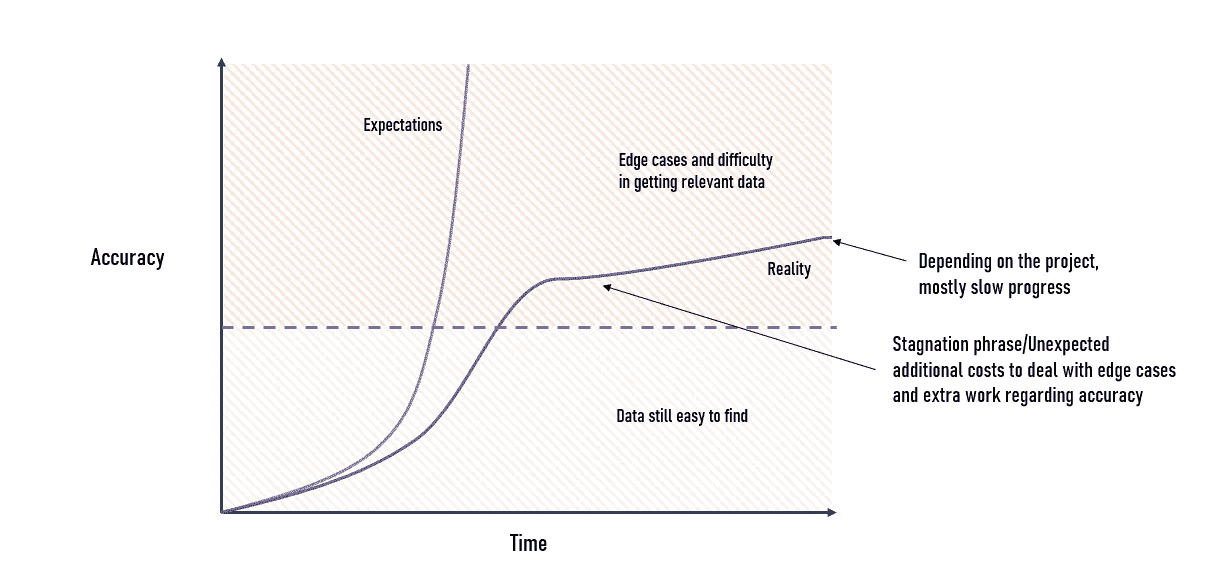 Expectations
Edge cases and difficulty
in getting relevant data
Accuracy
Reality
Depending on the project,
mostly slow progress
Stagnation phrase/Unexpected
additional costs to deal with edge cases
and extra work regarding accuracy
Data still easy to find
Time